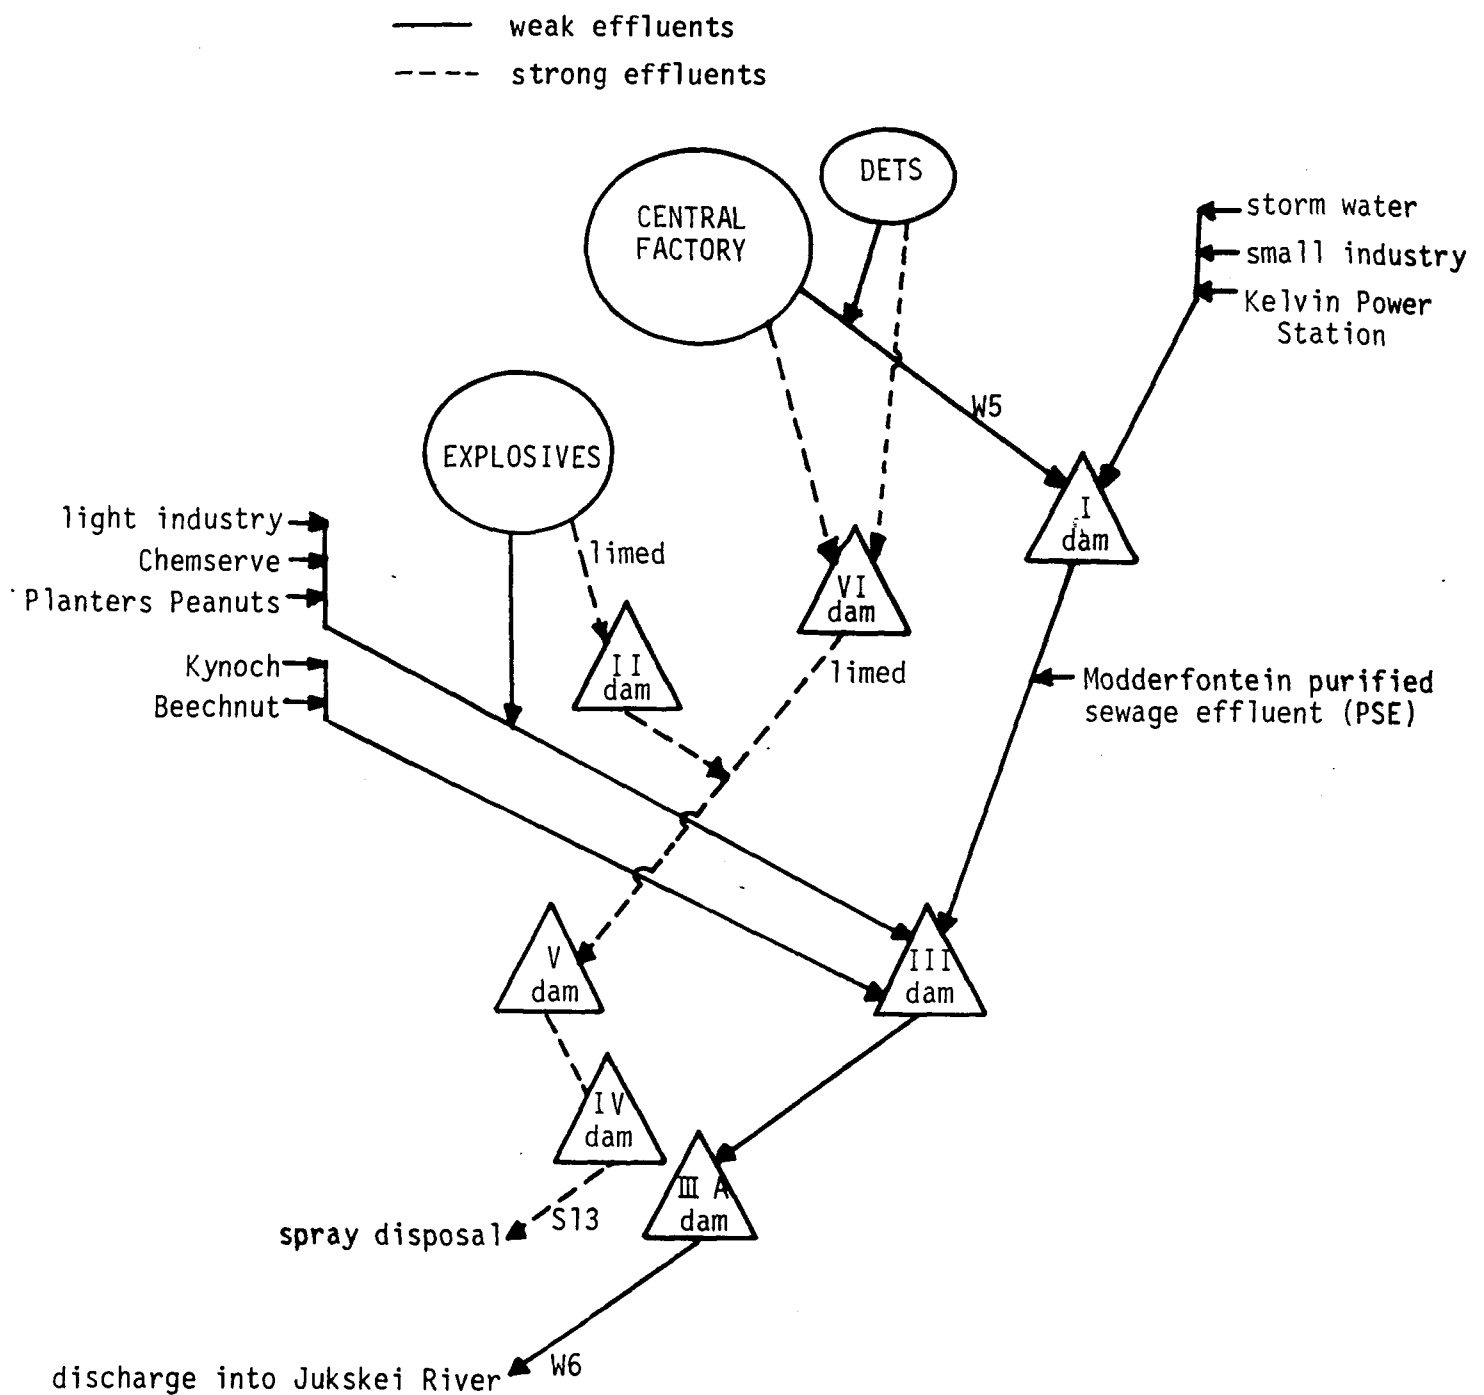 weak effluents
strong effluents
DETS
CENTRAL
FACTORY
storm water
small industry
Kelvin Power
Station
W5
EXPLOSIVES
I
dam
light industry
Chemserve
Planters Peanuts
limed
VI
dam
II
dam
limed
Kynoch
Beechnut
Modderfontein purified
sewage effluent (PSE)
V
dam
III
dam
IV
dam
III A
dam
S13
spray disposal
W6
discharge into Jukskei River